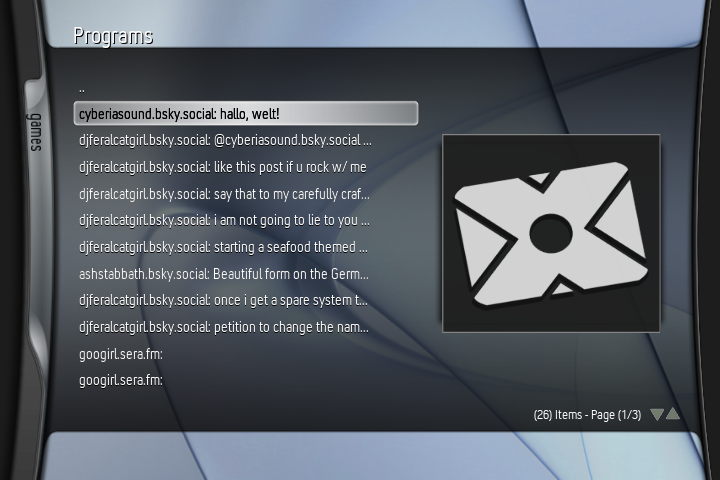 Programs
games
..
cyberiasound.bsky.social: hallo, welt!
djferalcatgirl.bsky.social: @cyberiasound.bsky.social ...
djferalcatgirl.bsky.social: like this post if u rock w/ me
djferalcatgirl.bsky.social: say that to my carefully craf...
djferalcatgirl.bsky.social: i am not going to lie to you ...
djferalcatgirl.bsky.social: starting a seafood themed ...
ashstabbath.bsky.social: Beautiful form on the Germ...
djferalcatgirl.bsky.social: once i get a spare system t...
djferalcatgirl.bsky.social: petition to change the nam...
googirl.sera.fm:
googirl.sera.fm:
(26) Items - Page (1/3)